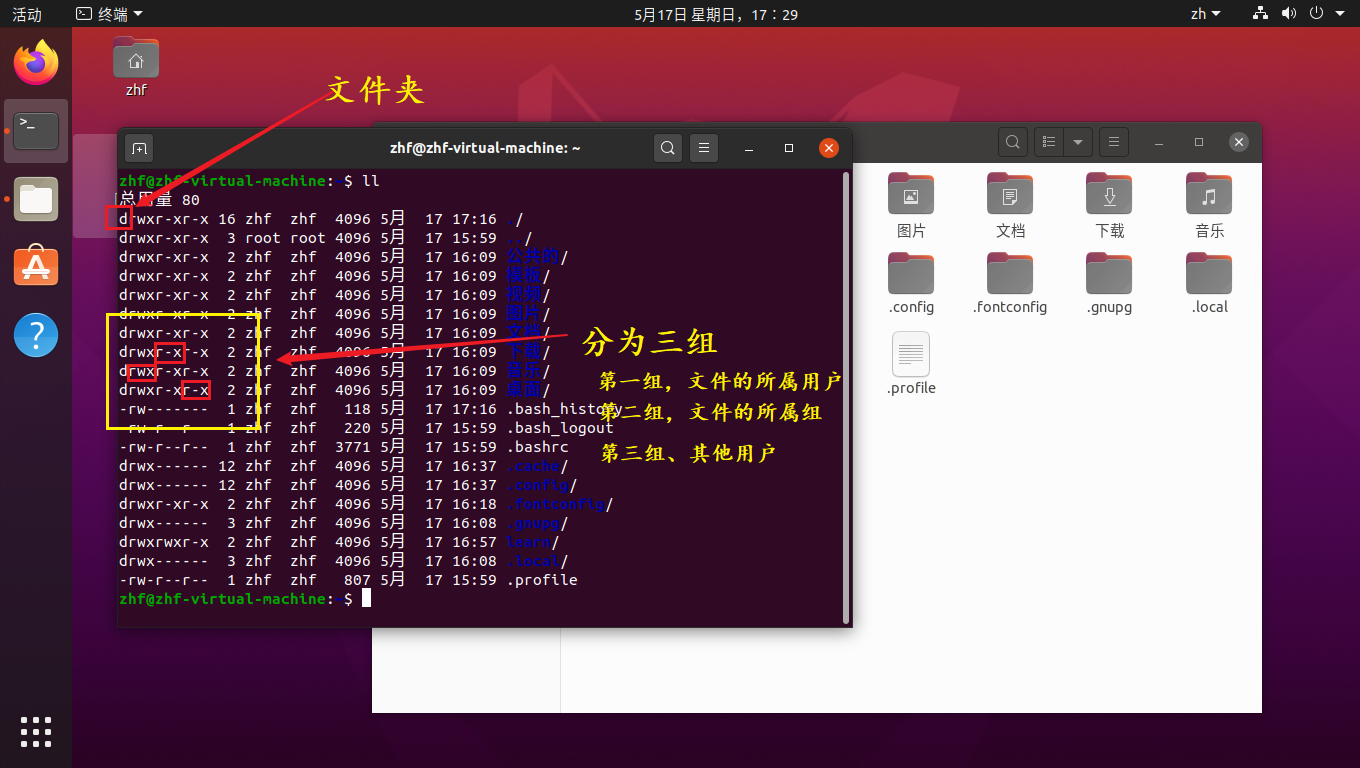 活动
终端
5月17日 星期日，17：29
zh
zhf
文件夹
zhf@zhf-virtual-machine: ~
zhf@zhf-virtual-machine:~$ ll
总用量 80
drwxr-xr-x 16 zhf  zhf  4096 5月  17 17:16 ./
drwxr-xr-x  3 root root 4096 5月  17 15:59 ../
drwxr-xr-x  2 zhf  zhf  4096 5月  17 16:09 公共的/
drwxr-xr-x  2 zhf  zhf  4096 5月  17 16:09 模板/
drwxr-xr-x  2 zhf  zhf  4096 5月  17 16:09 视频/
drwxr-xr-x  2 zhf  zhf  4096 5月  17 16:09 图片/
drwxr-xr-x  2 zhf  zhf  4096 5月  17 16:09 文档/
drwxr-xr-x  2 zhf  zhf  4096 5月  17 16:09 下载/
drwxr-xr-x  2 zhf  zhf  4096 5月  17 16:09 音乐/
drwxr-xr-x  2 zhf  zhf  4096 5月  17 16:09 桌面/
-rw-------  1 zhf  zhf   118 5月  17 17:16 .bash_history
-rw-r--r--  1 zhf  zhf   220 5月  17 15:59 .bash_logout
-rw-r--r--  1 zhf  zhf  3771 5月  17 15:59 .bashrc
drwx------ 12 zhf  zhf  4096 5月  17 16:37 .cache/
drwx------ 12 zhf  zhf  4096 5月  17 16:37 .config/
drwxr-xr-x  2 zhf  zhf  4096 5月  17 16:18 .fontconfig/
drwx------  3 zhf  zhf  4096 5月  17 16:08 .gnupg/
drwxrwxr-x  2 zhf  zhf  4096 5月  17 16:57 learn/
drwx------  3 zhf  zhf  4096 5月  17 16:08 .local/
-rw-r--r--  1 zhf  zhf   807 5月  17 15:59 .profile
zhf@zhf-virtual-machine:~$
分为三组
第一组，文件的所属用户
第二组，文件的所属组
第三组、其他用户
图片
文档
下载
音乐
.config
.fontconfig
.gnupg
.local
.profile